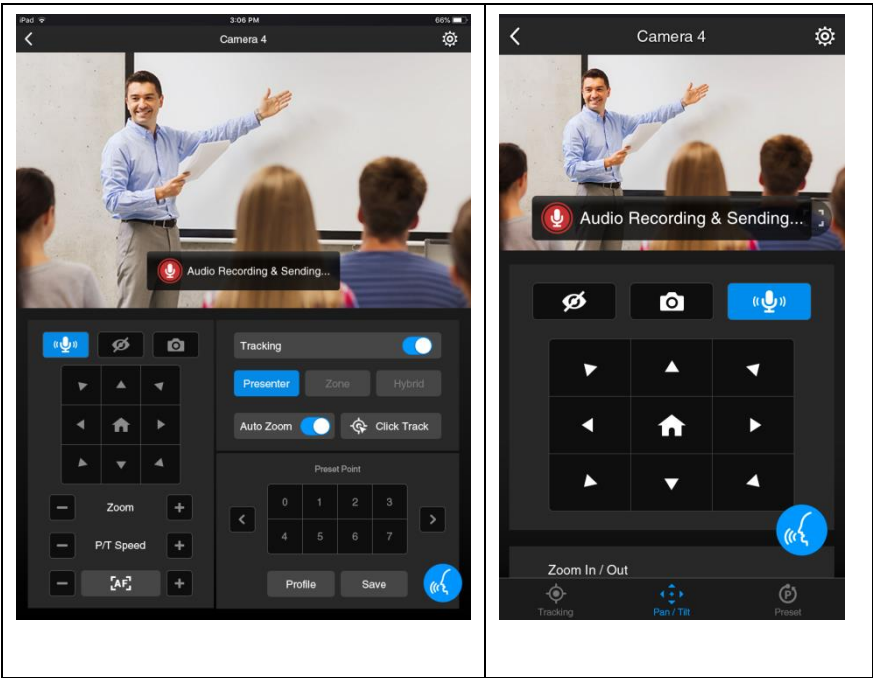 iPad 3:06 PM 66%
Camera 4
Audio Recording & Sending...
Tracking
Presenter Zone Hybrid
Auto Zoom Click Track
Zoom
P/T Speed
[AF]
Preset Point
0 1 2 3
4 5 6 7
Profile Save
Camera 4
Audio Recording & Sending...
Zoom In / Out
P
Tracking Pan / Tilt Preset